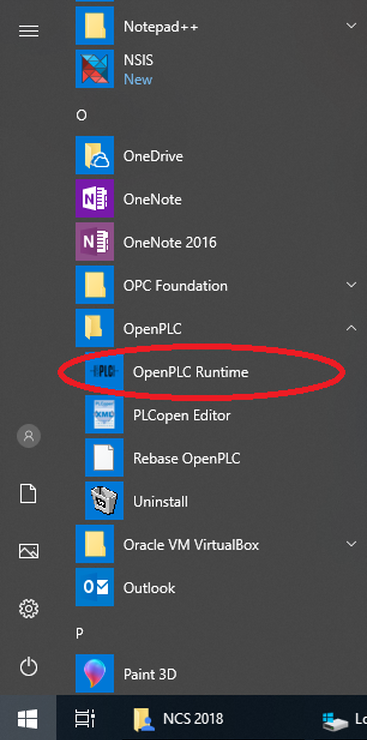 Notepad++
NSIS
New
O
OneDrive
OneNote
OneNote 2016
OPC Foundation
OpenPLC
PLC
OpenPLC Runtime
PLCopen Editor
Rebase OpenPLC
Uninstall
Oracle VM VirtualBox
Outlook
P
Paint 3D
NCS 2018
Lo